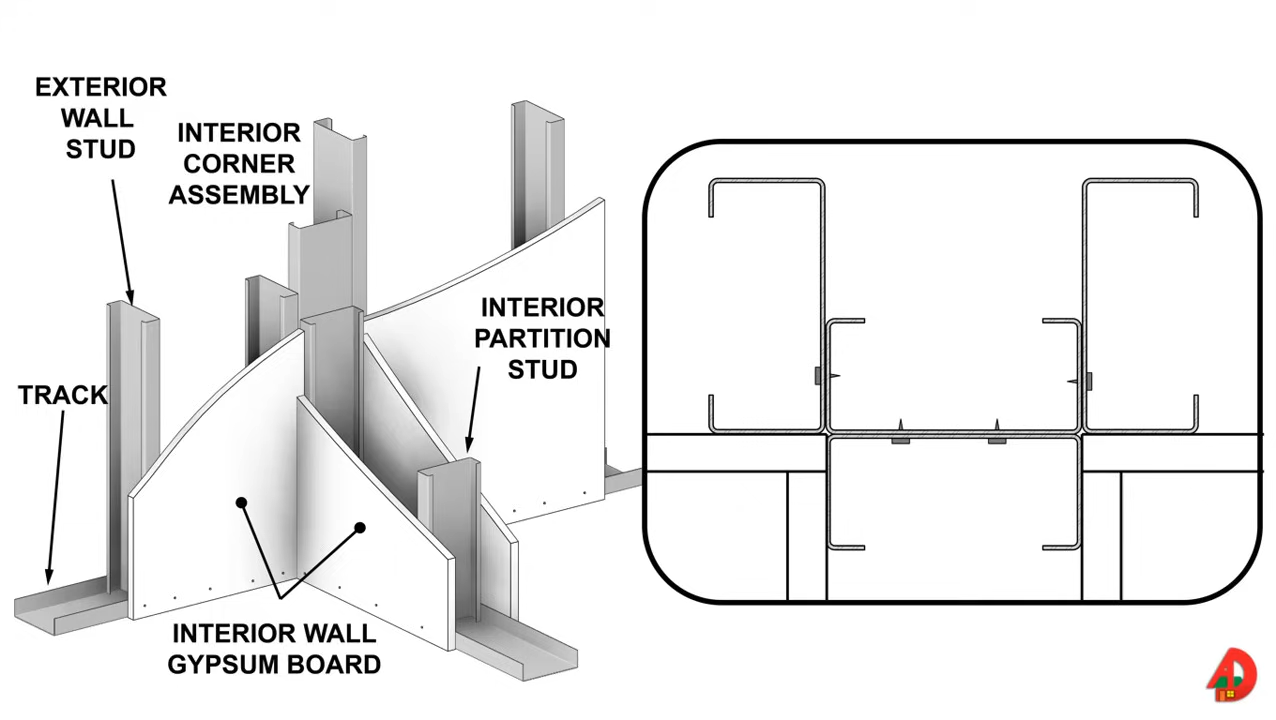 EXTERIOR
WALL
STUD
INTERIOR
CORNER
ASSEMBLY
INTERIOR
PARTITION
STUD
TRACK
INTERIOR WALL
GYPSUM BOARD